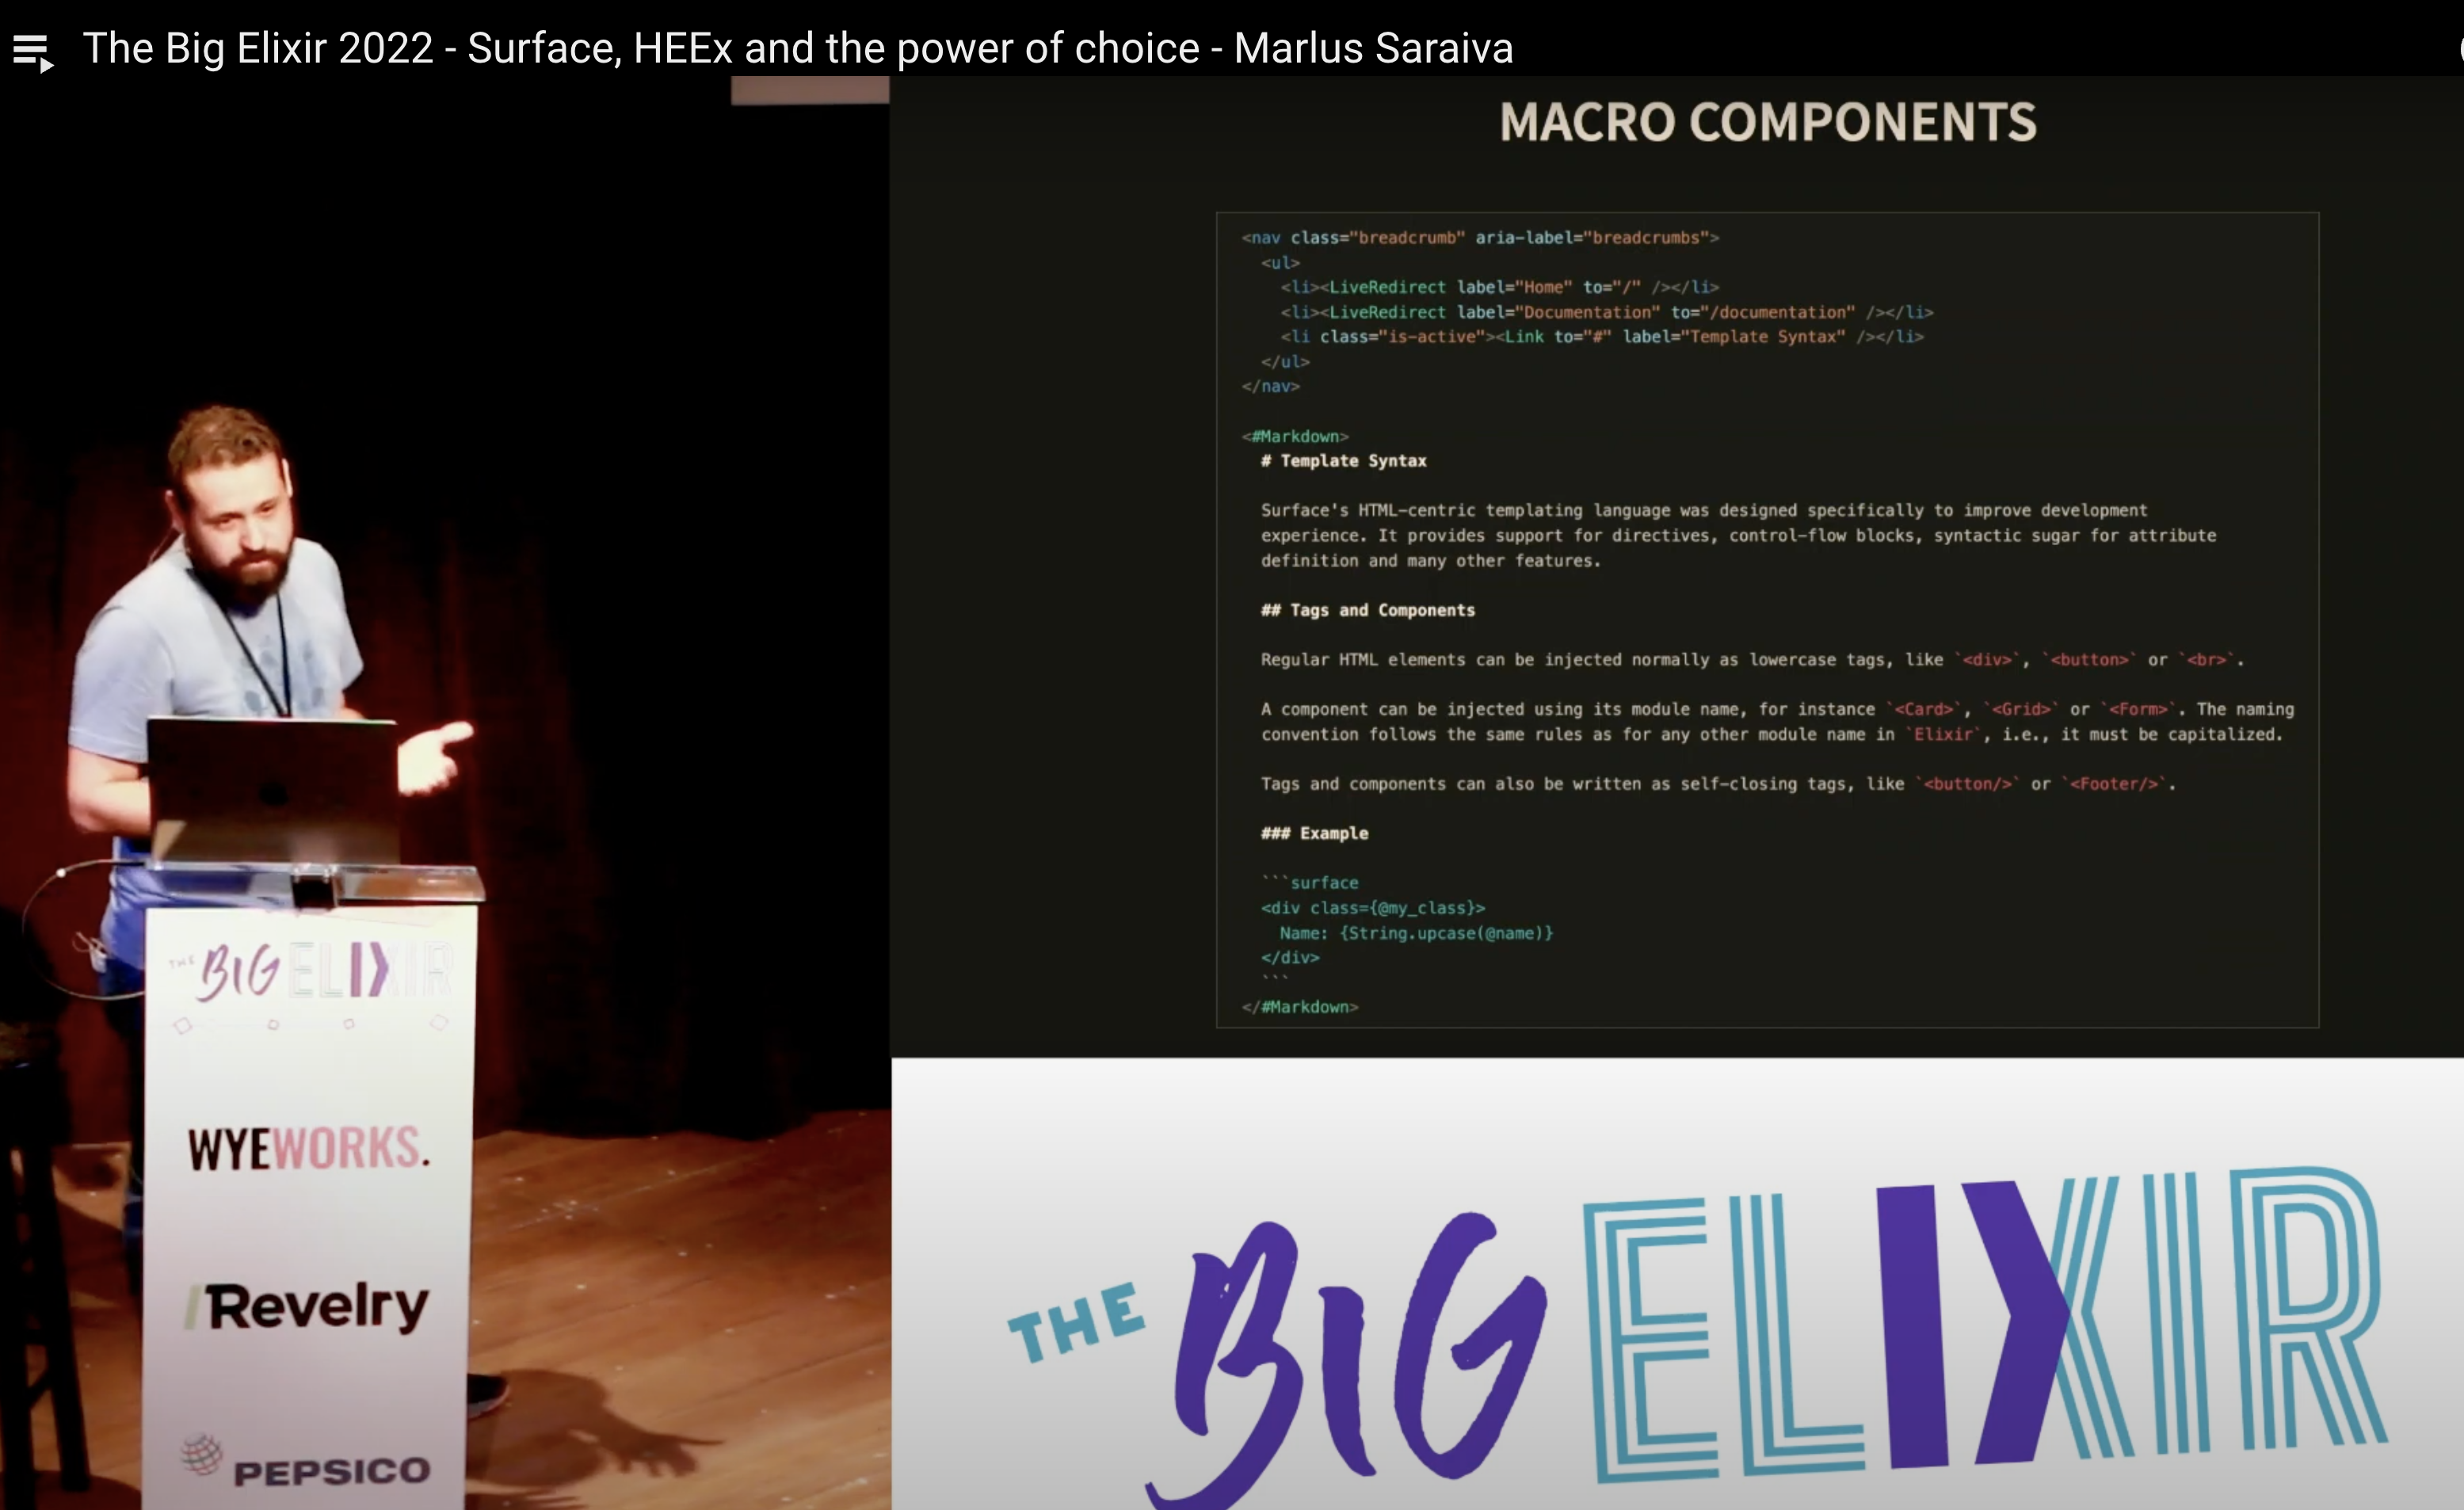 The Big Elixir 2022 - Surface, HEEx and the power of choice - Marlus Saraiva
MACRO COMPONENTS
<nav class="breadcrumb" aria-label="breadcrumbs">
  <ul>
    <li><LiveRedirect label="Home" to="/" /></li>
    <li><LiveRedirect label="Documentation" to="/documentation" /></li>
    <li class="is-active"><Link to="#" label="Template Syntax" /></li>
  </ul>
</nav>
<#Markdown>
  # Template Syntax
  Surface's HTML-centric templating language was designed specifically to improve development
  experience. It provides support for directives, control-flow blocks, syntactic sugar for attribute
  definition and many other features.
  ## Tags and Components
  Regular HTML elements can be injected normally as lowercase tags, like `<div>`, `<button>` or `<br>`.
  A component can be injected using its module name, for instance `<Card>`, `<Grid>` or `<Form>`. The naming
  convention follows the same rules as for any other module name in `Elixir`, i.e., it must be capitalized.
  Tags and components can also be written as self-closing tags, like `<button/>` or `<Footer/>`.
  ### Example
  ```surface
  <div class={@my_class}>
    Name: {String.upcase(@name)}
  </div>
  ```
</#Markdown>
THE BIG ELIXIR
WYEWORKS.
/Revelry
PEPSICO
THE BIG ELIXIR